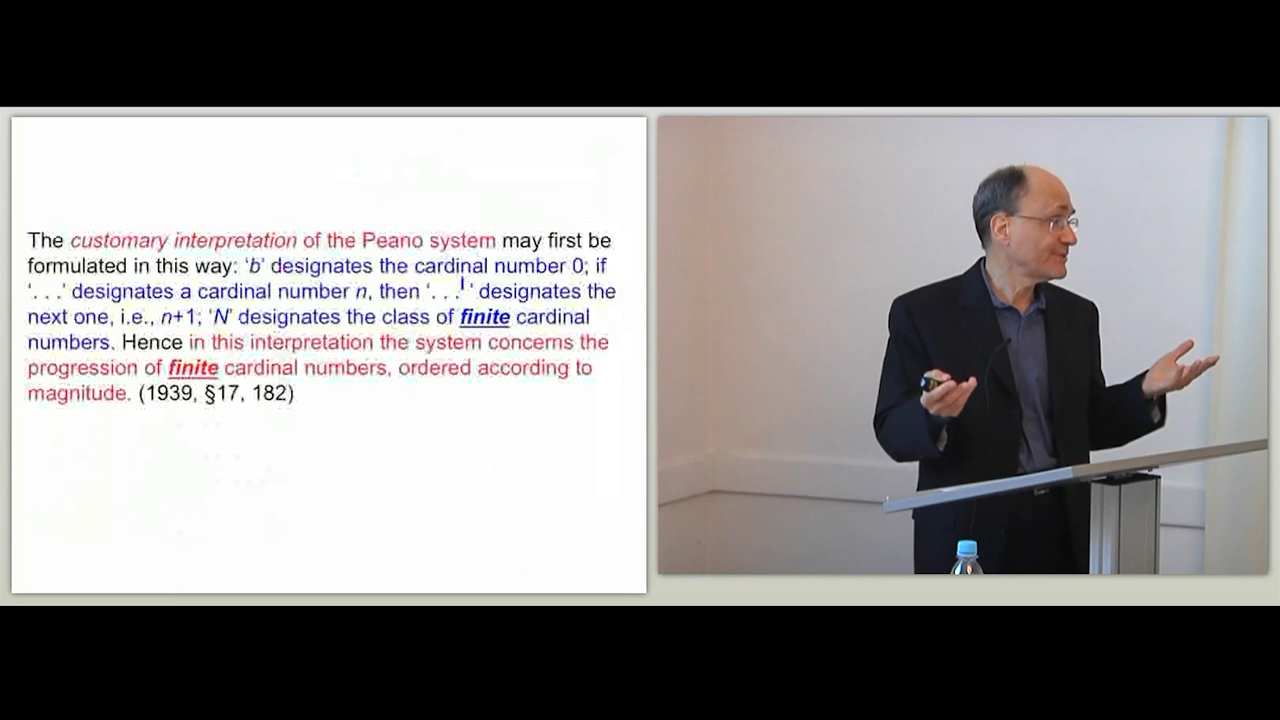 The customary interpretation of the Peano system may first be
formulated in this way: ‘b’ designates the cardinal number 0; if
‘. . .’ designates a cardinal number n, then ‘. . .ˡ ’ designates the
next one, i.e., n+1; ‘N’ designates the class of finite cardinal
numbers. Hence in this interpretation the system concerns the
progression of finite cardinal numbers, ordered according to
magnitude. (1939, §17, 182)